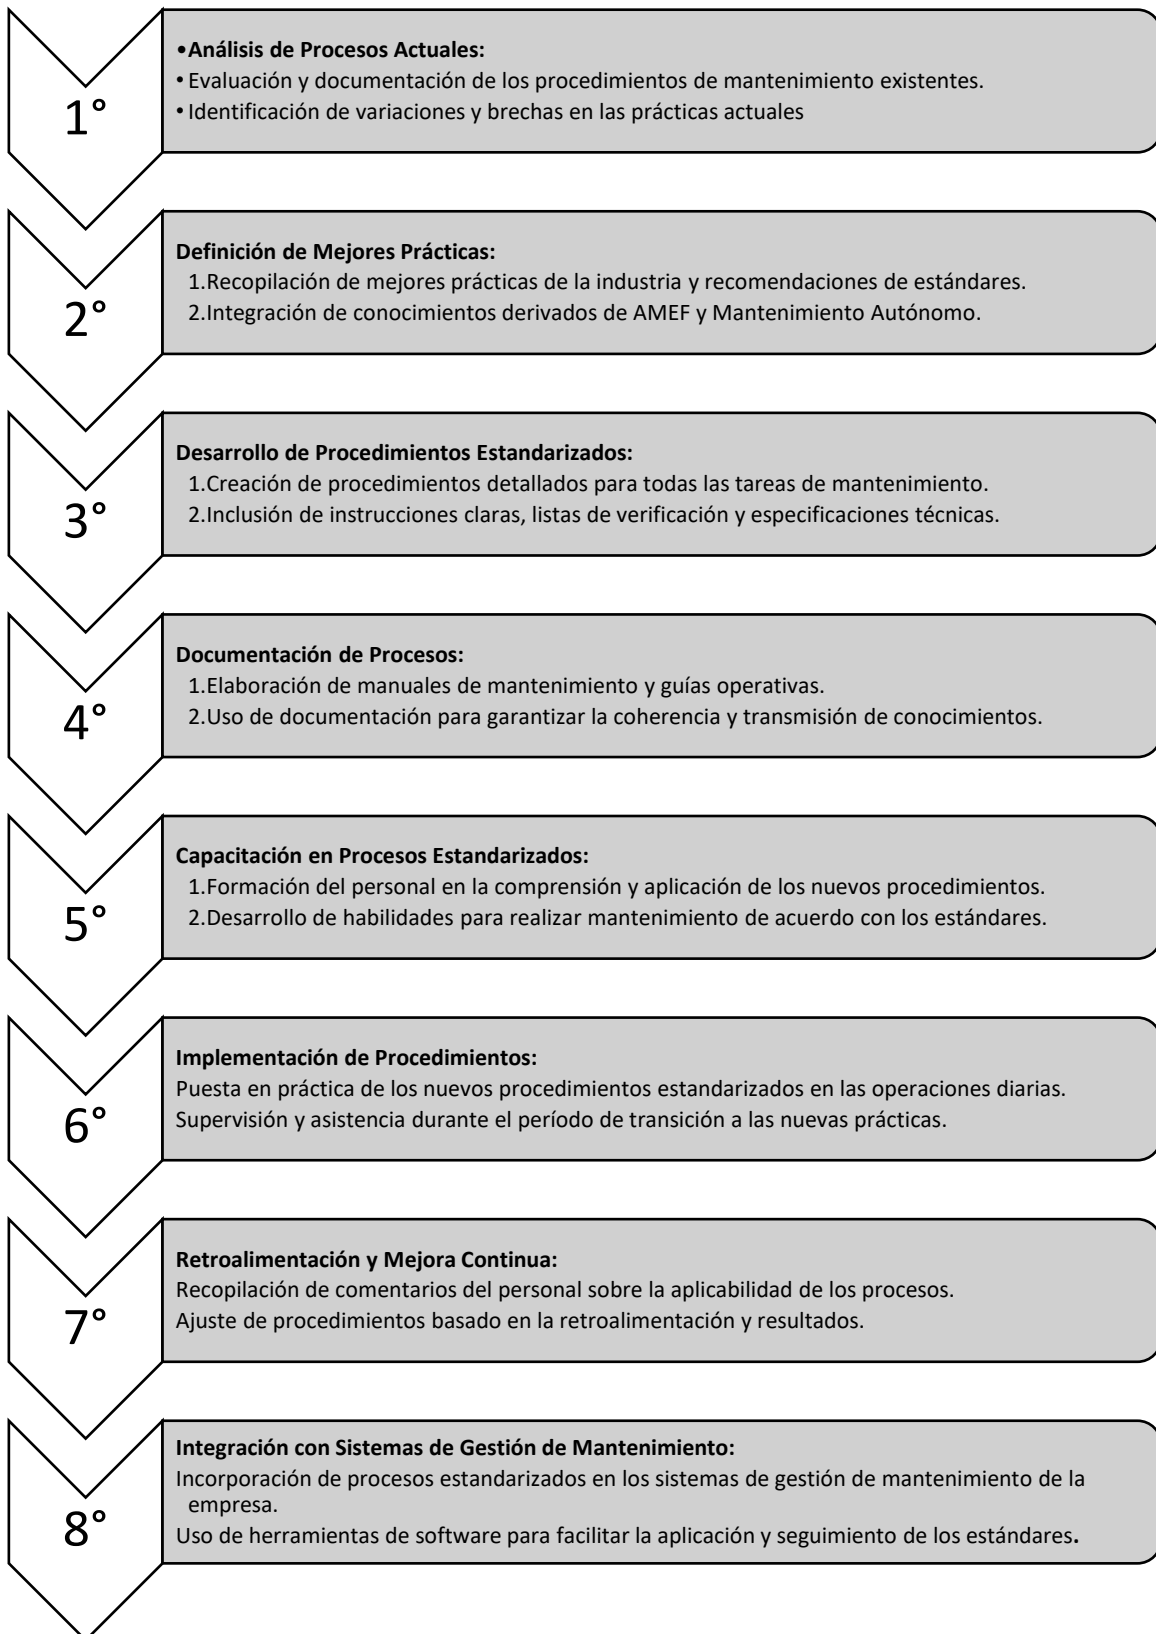 1°
•Análisis de Procesos Actuales:
•Evaluación y documentación de los procedimientos de mantenimiento existentes.
•Identificación de variaciones y brechas en las prácticas actuales
2°
Definición de Mejores Prácticas:
1.Recopilación de mejores prácticas de la industria y recomendaciones de estándares.
2.Integración de conocimientos derivados de AMEF y Mantenimiento Autónomo.
3°
Desarrollo de Procedimientos Estandarizados:
1.Creación de procedimientos detallados para todas las tareas de mantenimiento.
2.Inclusión de instrucciones claras, listas de verificación y especificaciones técnicas.
4°
Documentación de Procesos:
1.Elaboración de manuales de mantenimiento y guías operativas.
2.Uso de documentación para garantizar la coherencia y transmisión de conocimientos.
5°
Capacitación en Procesos Estandarizados:
1.Formación del personal en la comprensión y aplicación de los nuevos procedimientos.
2.Desarrollo de habilidades para realizar mantenimiento de acuerdo con los estándares.
6°
Implementación de Procedimientos:
Puesta en práctica de los nuevos procedimientos estandarizados en las operaciones diarias.
Supervisión y asistencia durante el período de transición a las nuevas prácticas.
7°
Retroalimentación y Mejora Continua:
Recopilación de comentarios del personal sobre la aplicabilidad de los procesos.
Ajuste de procedimientos basado en la retroalimentación y resultados.
8°
Integración con Sistemas de Gestión de Mantenimiento:
Incorporación de procesos estandarizados en los sistemas de gestión de mantenimiento de la
empresa.
Uso de herramientas de software para facilitar la aplicación y seguimiento de los estándares.